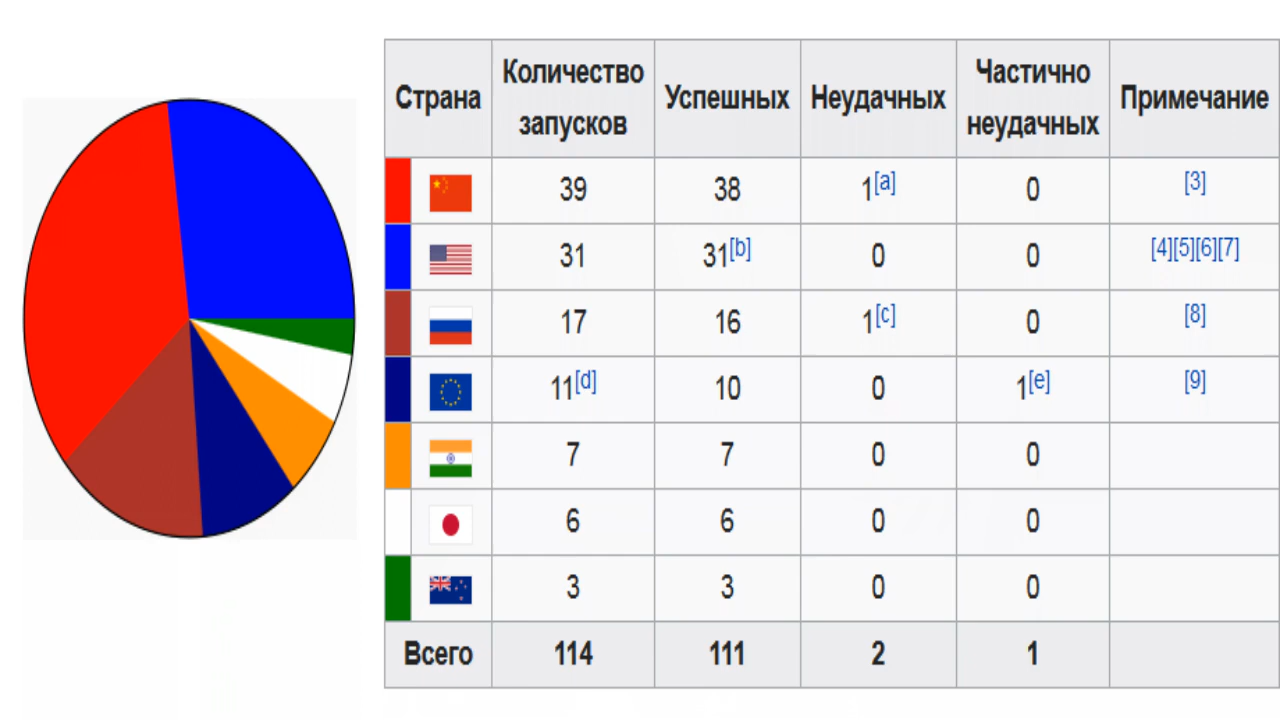 Страна Количество запусков Успешных Неудачных Частично неудачных Примечание
39 38 1[a] 0 [3]
31 31[b] 0 0 [4][5][6][7]
17 16 1[c] 0 [8]
11[d] 10 0 1[e] [9]
7 7 0 0
6 6 0 0
3 3 0 0
Всего 114 111 2 1